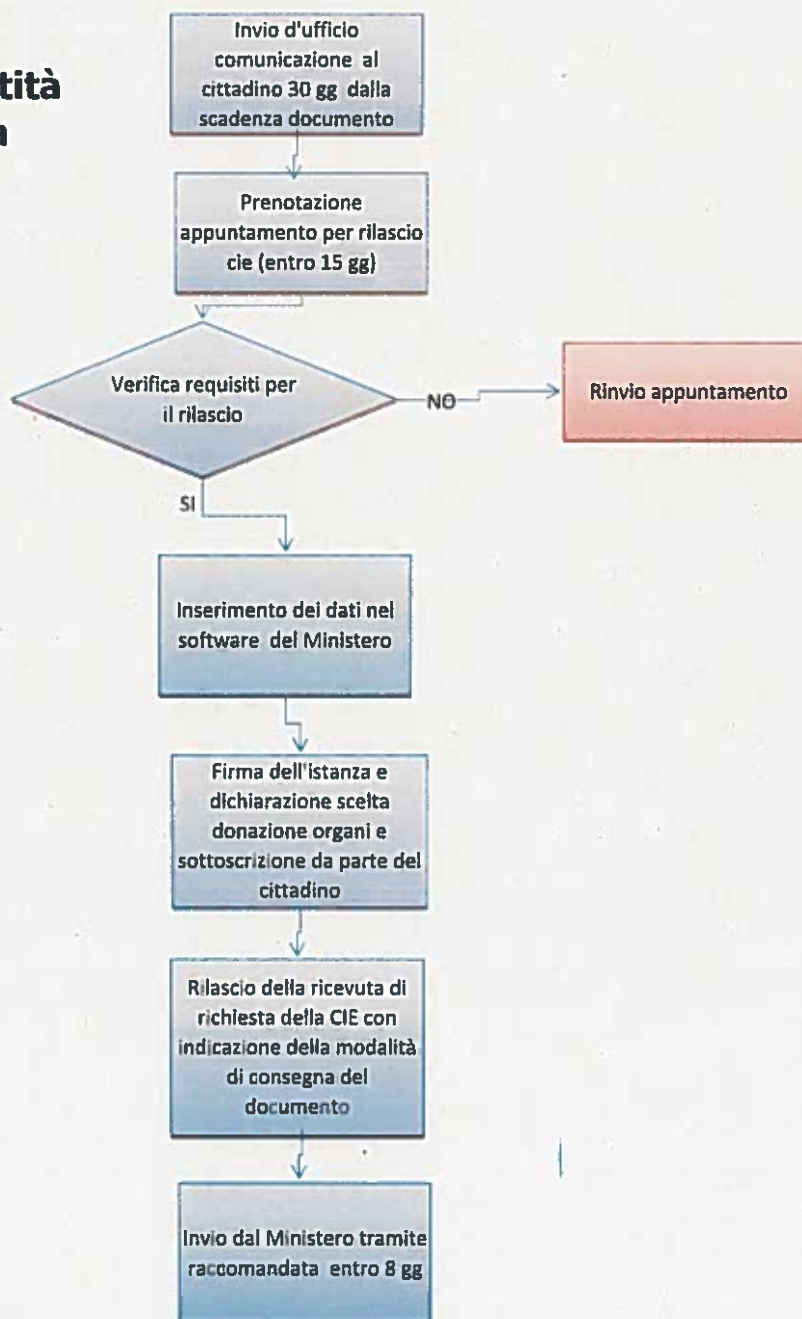 tità
Invio d'ufficio
comunicazione al
cittadino 30 gg dalla
scadenza documento
Prenotazione
appuntamento per rilascio
cie (entro 15 gg)
Verifica requisiti per
il rilascio
NO
Rinvio appuntamento
SI
Inserimento dei dati nel
software del Ministero
Firma dell'istanza e
dichiarazione scelta
donazione organi e
sottoscrizione da parte del
cittadino
Rilascio della ricevuta di
richiesta della CIE con
indicazione della modalità
di consegna del
documento
Invio dal Ministero tramite
raccomandata entro 8 gg